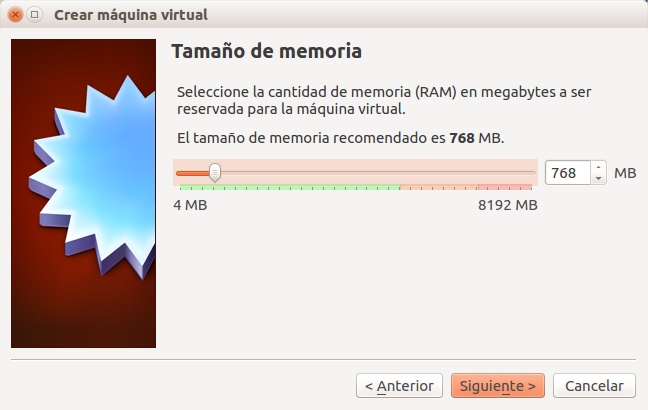 Crear máquina virtual
Tamaño de memoria
Seleccione la cantidad de memoria (RAM) en megabytes a ser
reservada para la máquina virtual.
El tamaño de memoria recomendado es 768 MB.
768 MB
4 MB 8192 MB
< Anterior Siguiente > Cancelar